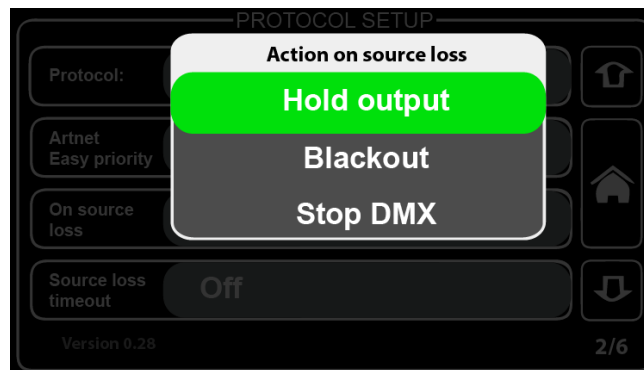 PROTOCOL SETUP
Action on source loss
Protocol:
Hold output
Artnet
Easy priority
Blackout
On source
loss
Stop DMX
Source loss
timeout
Off
Version 0.28
2/6